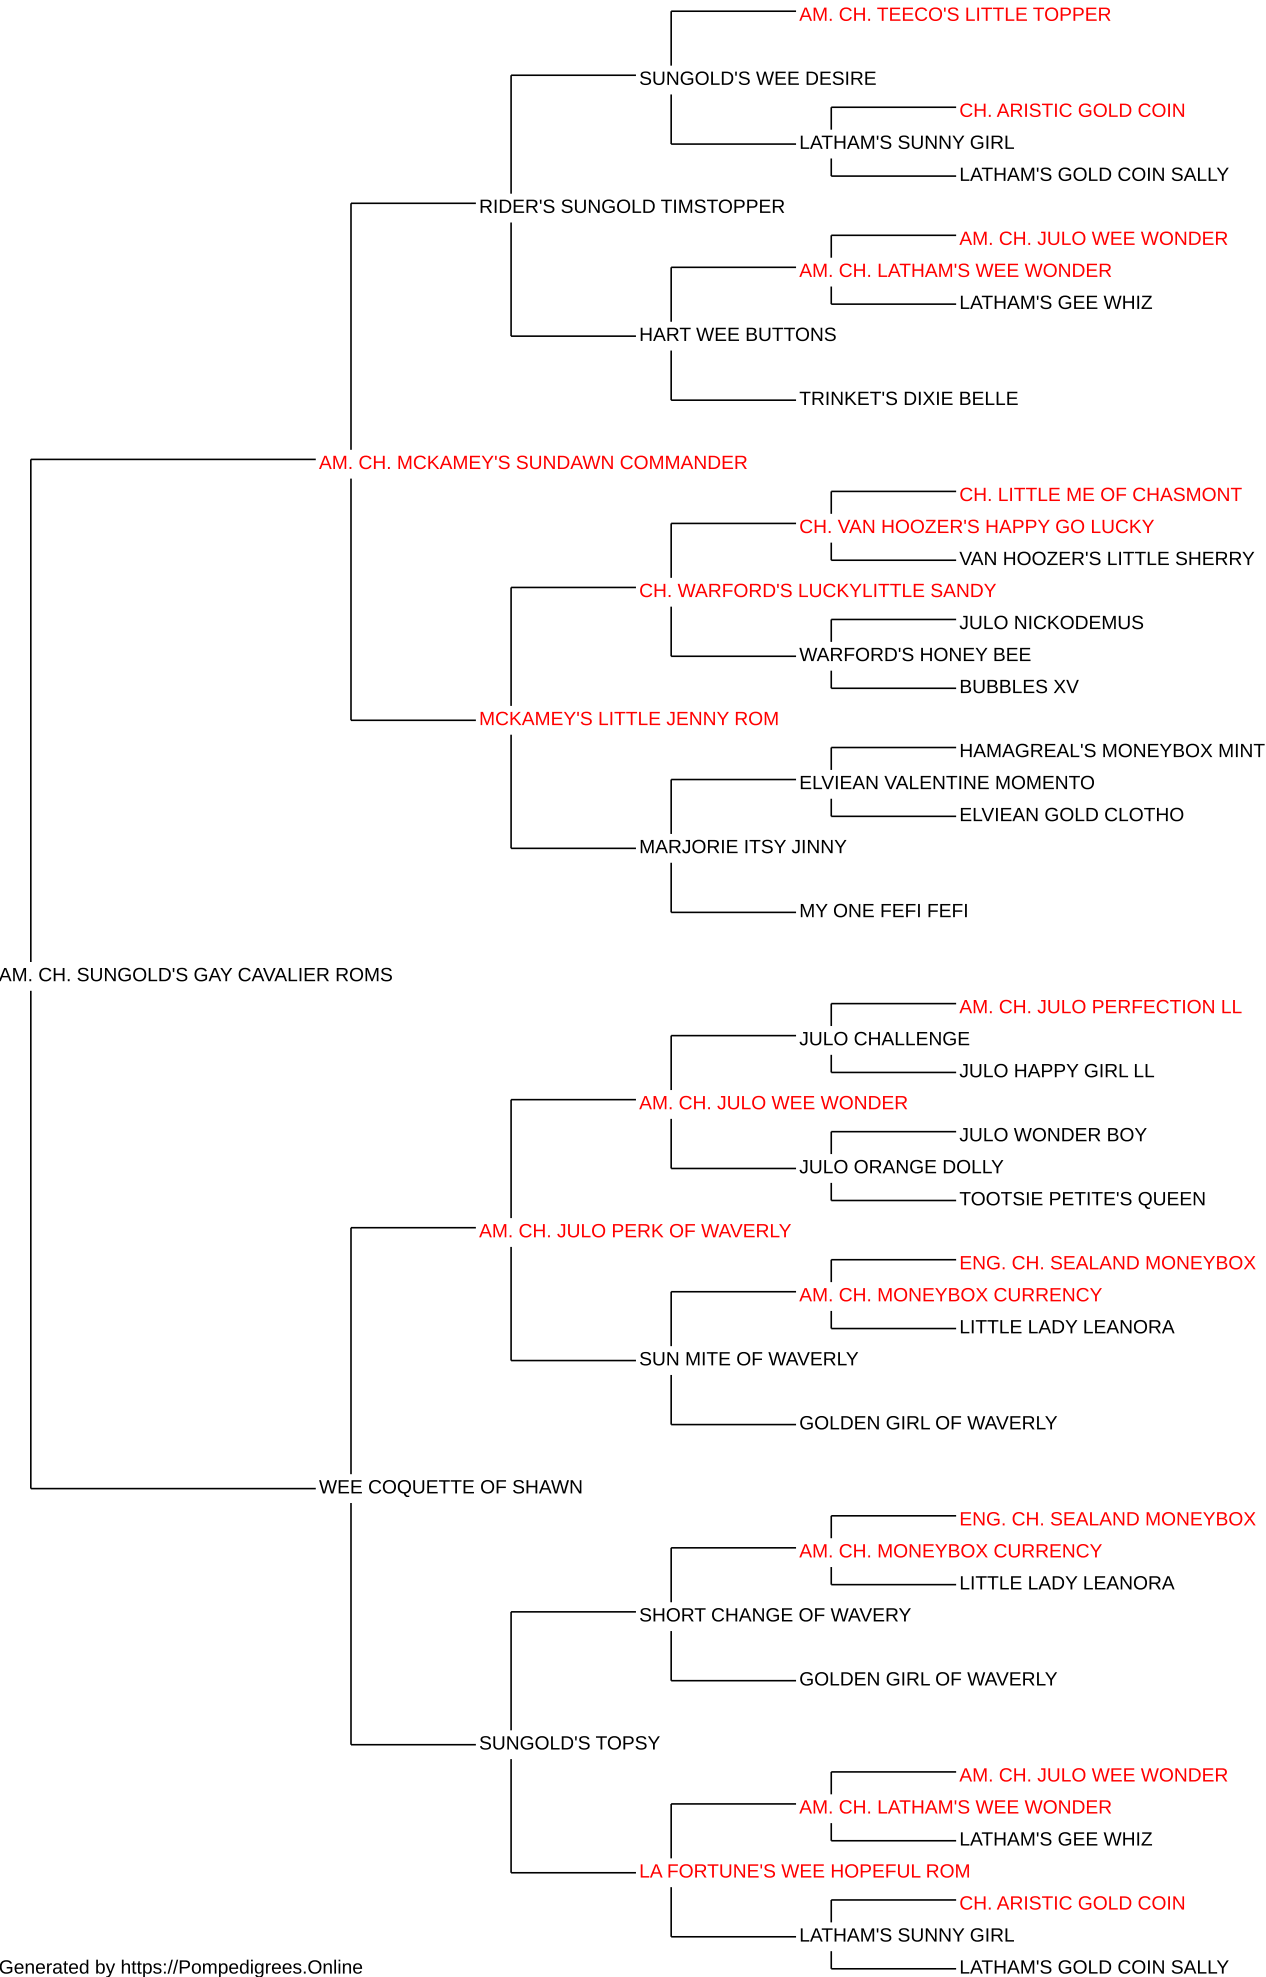 AM. CH. TEECO'S LITTLE TOPPER
SUNGOLD'S WEE DESIRE
CH. ARISTIC GOLD COIN
LATHAM'S SUNNY GIRL
LATHAM'S GOLD COIN SALLY
RIDER'S SUNGOLD TIMSTOPPER
AM. CH. JULO WEE WONDER
AM. CH. LATHAM'S WEE WONDER
LATHAM'S GEE WHIZ
HART WEE BUTTONS
TRINKET'S DIXIE BELLE
AM. CH. MCKAMEY'S SUNDAWN COMMANDER
CH. LITTLE ME OF CHASMONT
CH. VAN HOOZER'S HAPPY GO LUCKY
VAN HOOZER'S LITTLE SHERRY
CH. WARFORD'S LUCKYLITTLE SANDY
JULO NICKODEMUS
WARFORD'S HONEY BEE
BUBBLES XV
MCKAMEY'S LITTLE JENNY ROM
HAMAGREAL'S MONEYBOX MINT
ELVIEAN VALENTINE MOMENTO
ELVIEAN GOLD CLOTHO
MARJORIE ITSY JINNY
MY ONE FEFI FEFI
AM. CH. SUNGOLD'S GAY CAVALIER ROMS
AM. CH. JULO PERFECTION LL
JULO CHALLENGE
JULO HAPPY GIRL LL
AM. CH. JULO WEE WONDER
JULO WONDER BOY
JULO ORANGE DOLLY
TOOTSIE PETITE'S QUEEN
AM. CH. JULO PERK OF WAVERLY
ENG. CH. SEALAND MONEYBOX
AM. CH. MONEYBOX CURRENCY
LITTLE LADY LEANORA
SUN MITE OF WAVERLY
GOLDEN GIRL OF WAVERLY
WEE COQUETTE OF SHAWN
ENG. CH. SEALAND MONEYBOX
AM. CH. MONEYBOX CURRENCY
LITTLE LADY LEANORA
SHORT CHANGE OF WAVERY
GOLDEN GIRL OF WAVERLY
SUNGOLD'S TOPSY
AM. CH. JULO WEE WONDER
AM. CH. LATHAM'S WEE WONDER
LATHAM'S GEE WHIZ
LA FORTUNE'S WEE HOPEFUL ROM
CH. ARISTIC GOLD COIN
LATHAM'S SUNNY GIRL
LATHAM'S GOLD COIN SALLY
Generated by https://Pompedigrees.Online